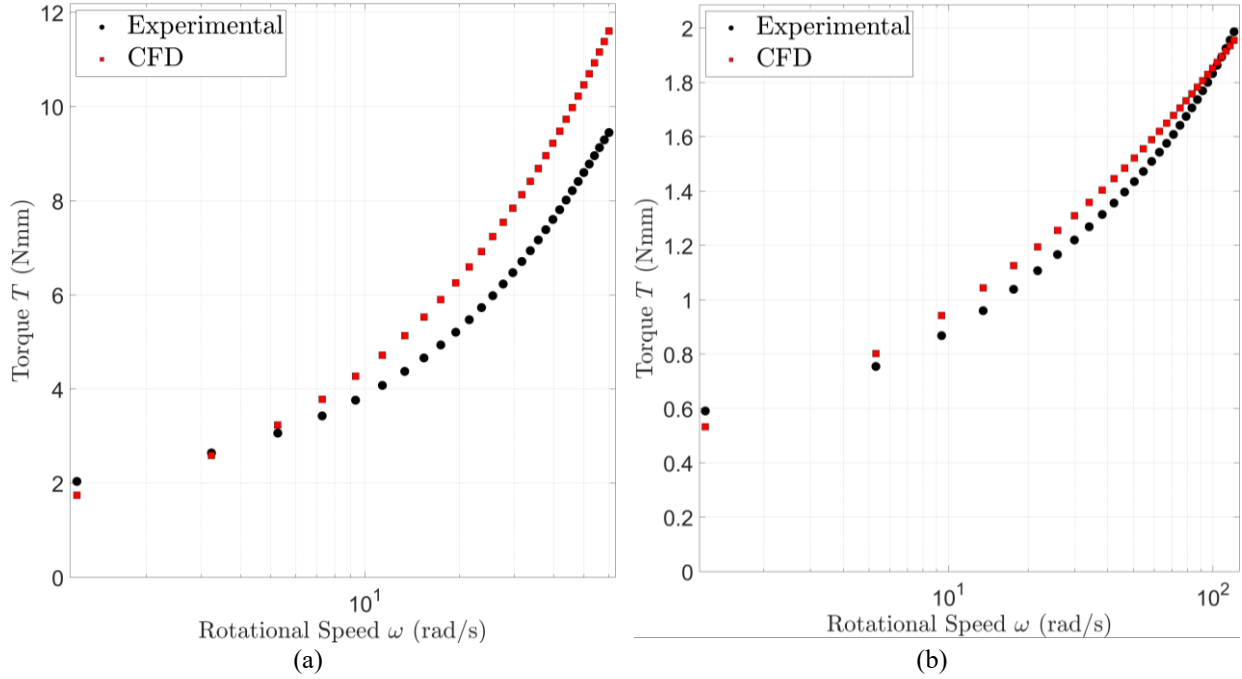 Experimental
CFD
12
10
8
6
4
2
0
Torque T (Nmm)
10^1
Rotational Speed ω (rad/s)
(a)
Experimental
CFD
2
1.8
1.6
1.4
1.2
1
0.8
0.6
0.4
0.2
0
Torque T (Nmm)
10^1 10^2
Rotational Speed ω (rad/s)
(b)